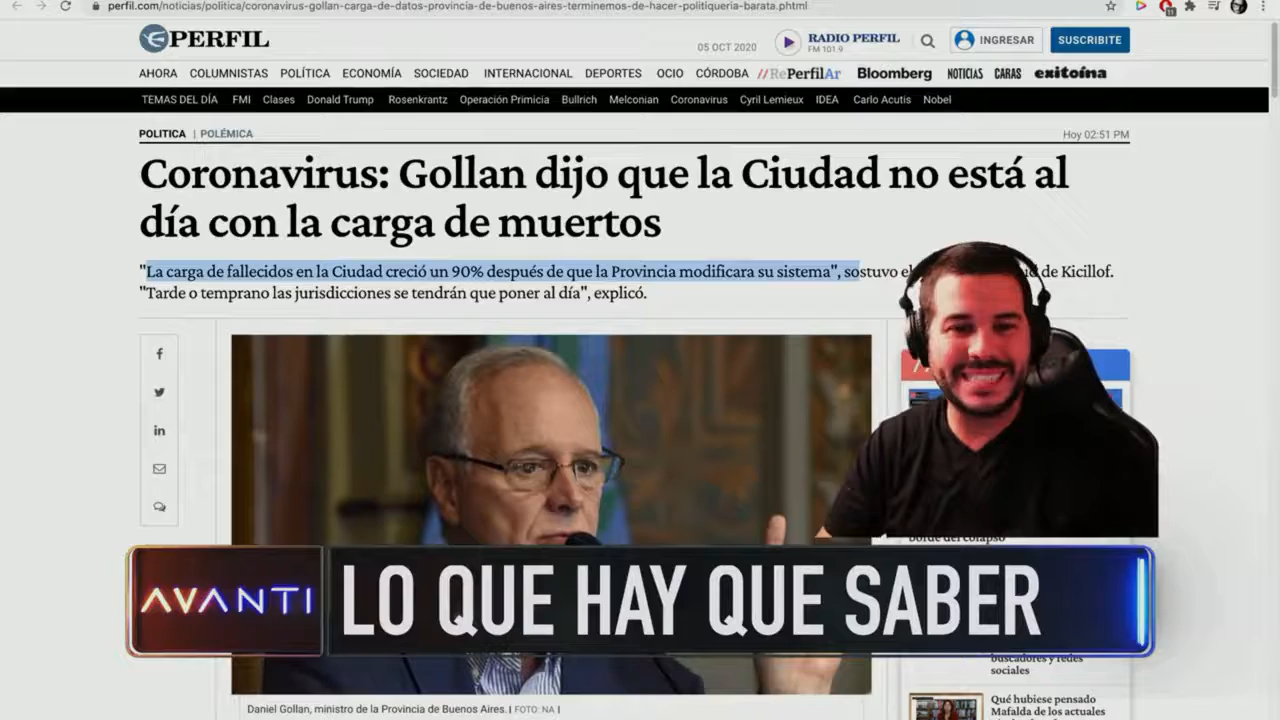 perfil.com/noticias/politica/coronavirus-gollan-carga-de-datos-provincia-de-buenos-aires-terminemos-de-hacer-politiqueria-barata.phtml
11
PERFIL
05 OCT 2020
RADIO PERFIL
FM 101.9
INGRESAR
SUSCRIBITE
AHORA COLUMNISTAS POLÍTICA ECONOMÍA SOCIEDAD INTERNACIONAL DEPORTES OCIO CÓRDOBA //RePerfilAr Bloomberg NOTICIAS CARAS exitoína
TEMAS DEL DÍA FMI Clases Donald Trump Rosenkrantz Operación Primicia Bullrich Melconian Coronavirus Cyril Lemieux IDEA Carlo Acutis Nobel
POLITICA | POLÉMICA
Hoy 02:51 PM
Coronavirus: Gollan dijo que la Ciudad no está al
día con la carga de muertos
"La carga de fallecidos en la Ciudad creció un 90% después de que la Provincia modificara su sistema", sostuvo el de Kicillof.
"Tarde o temprano las jurisdicciones se tendrán que poner al día", explicó.
borde del colapso
AVANTI
LO QUE HAY QUE SABER
buscadores y redes
sociales
Qué hubiese pensado
Mafalda de los actuales
Daniel Gollan, ministro de la Provincia de Buenos Aires. | FOTO: NA |